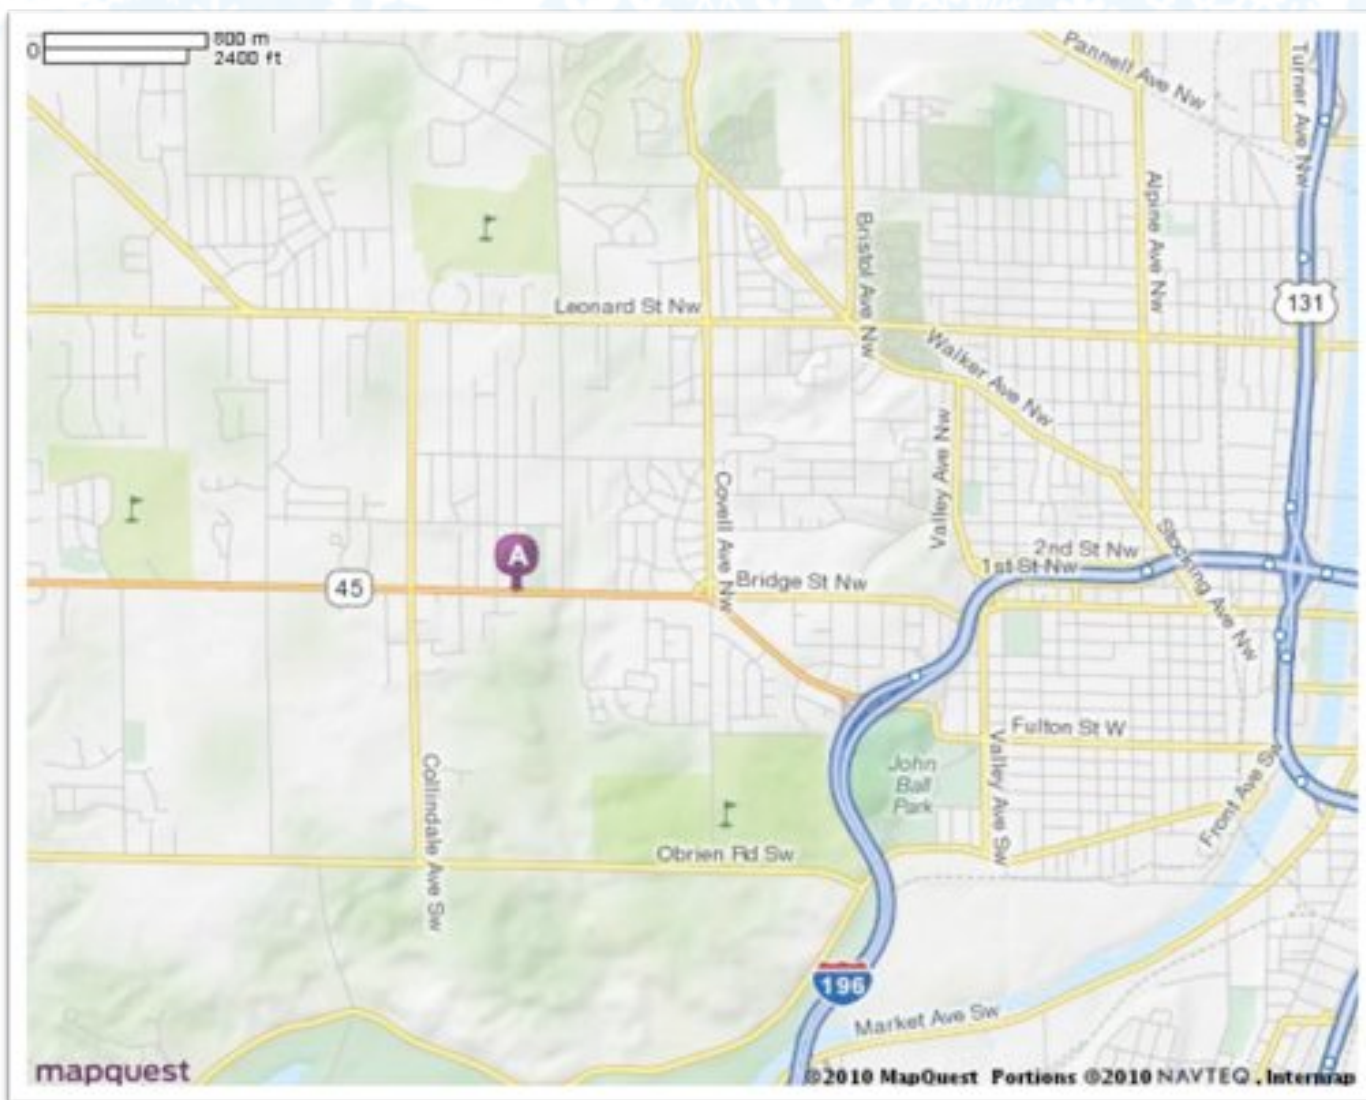 0
800 m
2400 ft
Pannell Ave Nw
Turner Ave Nw
Alpine Ave Nw
Bristol Ave Nw
131
Leonard St Nw
Walker Ave Nw
Valley Ave Nw
Covell Ave Nw
Stocking Ave Nw
2nd St Nw
1st St Nw
A
45
Bridge St Nw
Fulton St W
Valley Ave Sw
John
Ball
Park
Front Ave
Collindale Ave Sw
Obrien Rd Sw
196
Market Ave Sw
mapquest
©2010 MapQuest Portions ©2010 NAVTEQ, Intermap